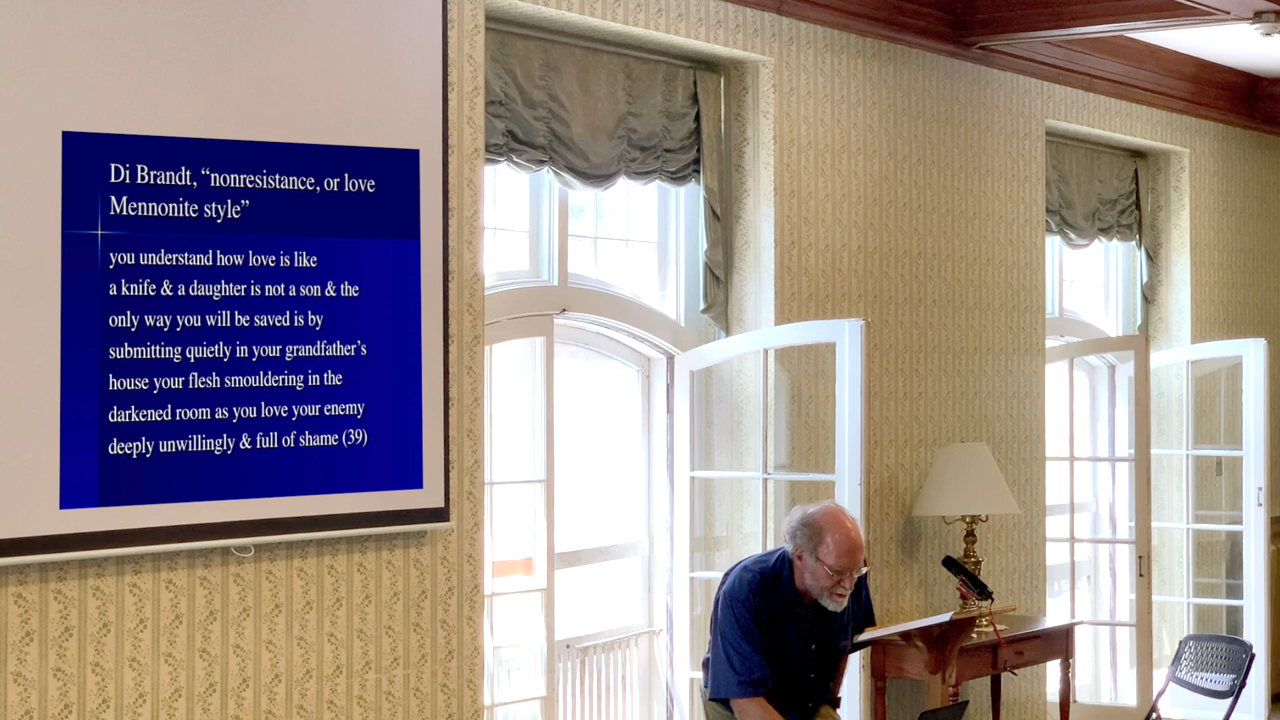 Di Brandt, “nonresistance, or love
Mennonite style”
you understand how love is like
a knife & a daughter is not a son & the
only way you will be saved is by
submitting quietly in your grandfather’s
house your flesh smouldering in the
darkened room as you love your enemy
deeply unwillingly & full of shame (39)